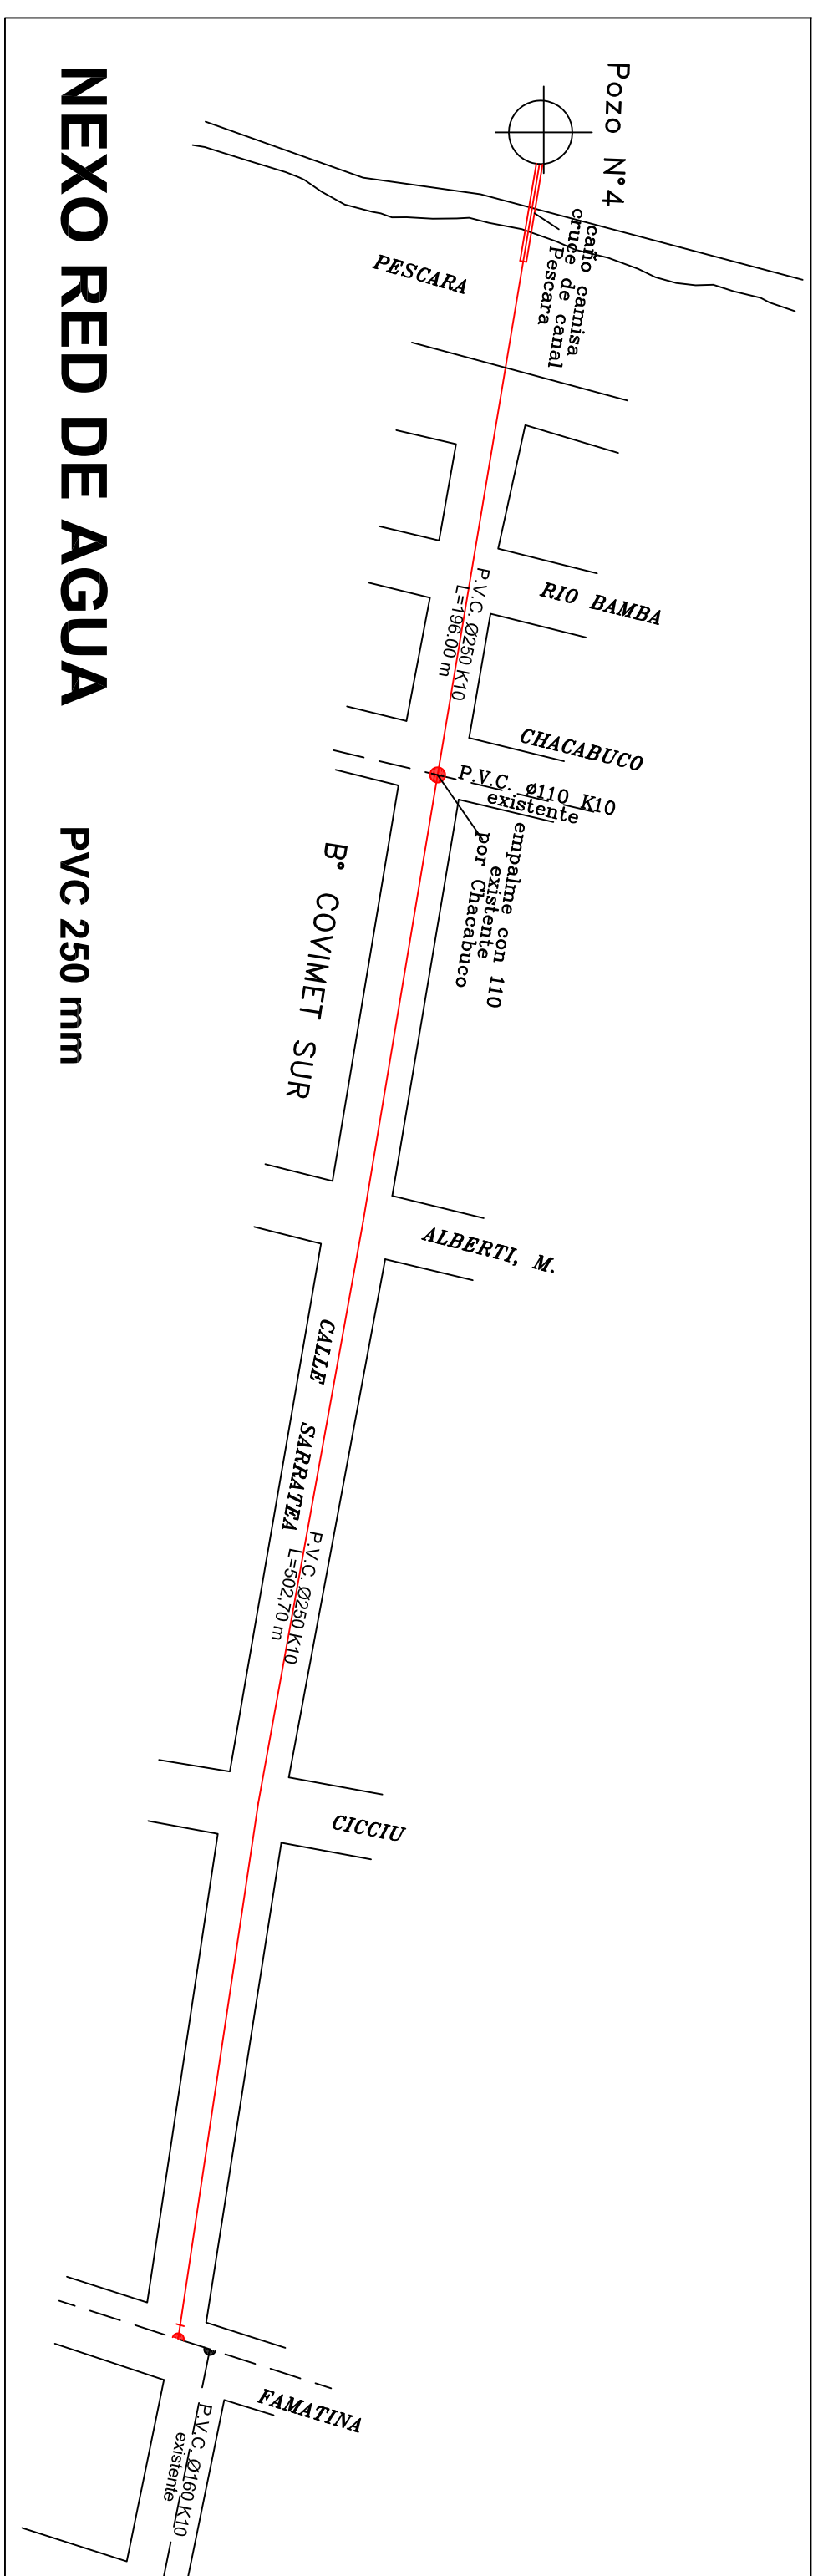 NEXO RED DE AGUA
PVC 250 mm
Pozo N°4
caño camisa
cruce de canal
Pescara
PESCARA
RIO BAMBA
P.V.C. Ø250 K10
L=196.00 m
CHACABUCO
P.V.C. ø110 K10
existente
empalme con 110
existente
por Chacabuco
B° COVIMET SUR
ALBERTI, M.
CALLE SARRATEA
P.V.C. Ø250 K10
L=502,70 m
CICCIU
FAMATINA
P.V.C. Ø160 K10
existente